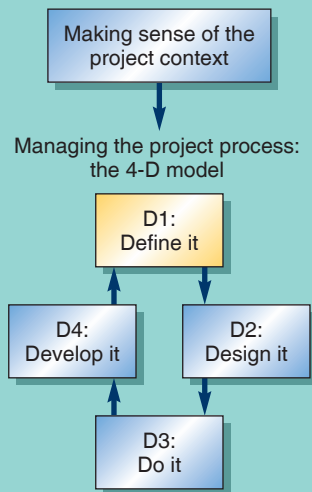 Making sense of the
project context
Managing the project process:
the 4-D model
D1:
Define it
D4:
Develop it
D2:
Design it
D3:
Do it